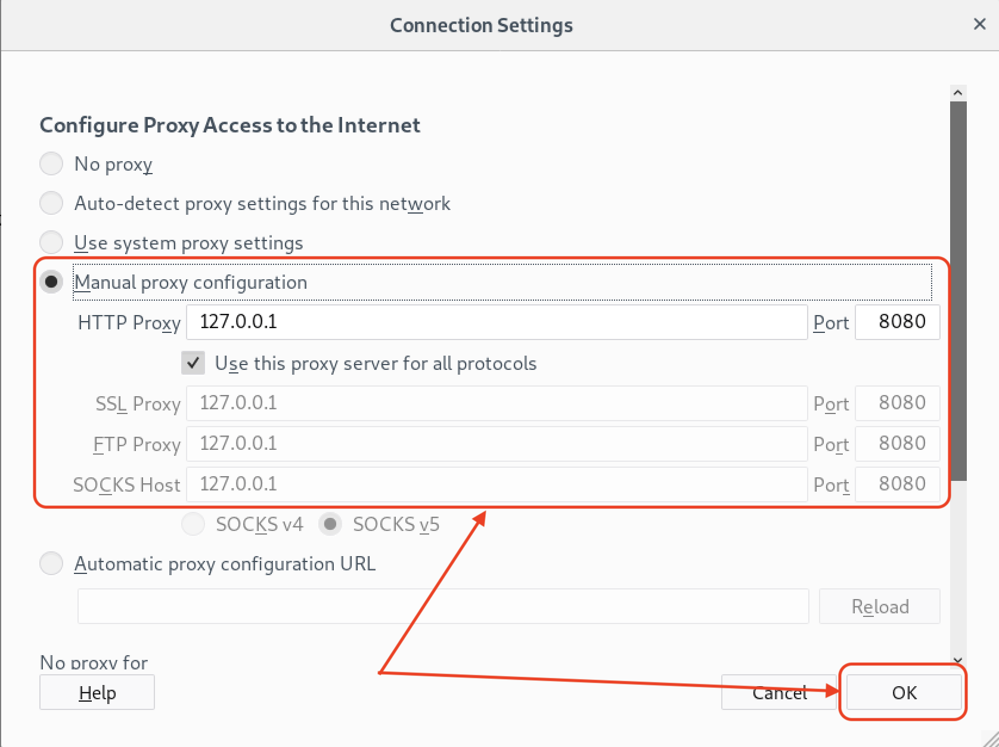 Connection Settings
Configure Proxy Access to the Internet
No proxy
Auto-detect proxy settings for this network
Use system proxy settings
Manual proxy configuration
HTTP Proxy 127.0.0.1 Port 8080
Use this proxy server for all protocols
SSL Proxy 127.0.0.1 Port 8080
FTP Proxy 127.0.0.1 Port 8080
SOCKS Host 127.0.0.1 Port 8080
SOCKS v4 SOCKS v5
Automatic proxy configuration URL
Reload
No proxy for
Help Cancel OK